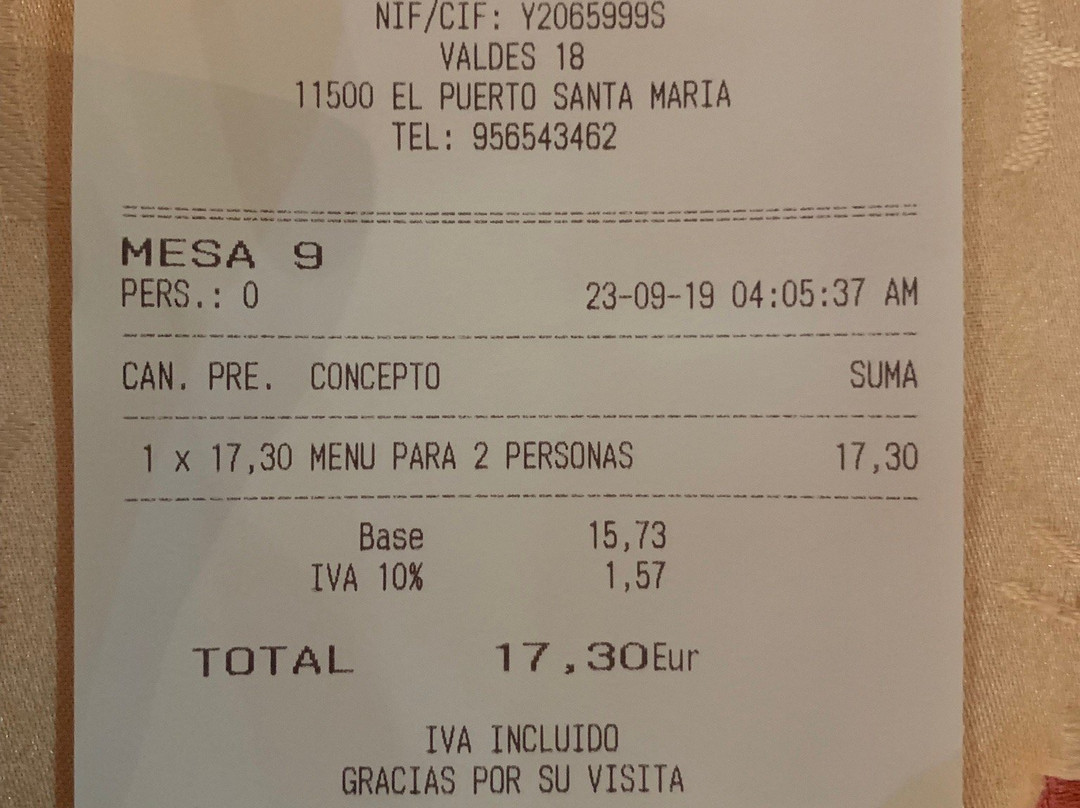 NIF/CIF: Y2065999S
VALDES 18
11500 EL PUERTO SANTA MARIA
TEL: 956543462
MESA 9
PERS.: 0 23-09-19 04:05:37 AM
CAN. PRE. CONCEPTO SUMA
1 x 17,30 MENU PARA 2 PERSONAS 17,30
Base 15,73
IVA 10% 1,57
TOTAL 17,30Eur
IVA INCLUIDO
GRACIAS POR SU VISITA